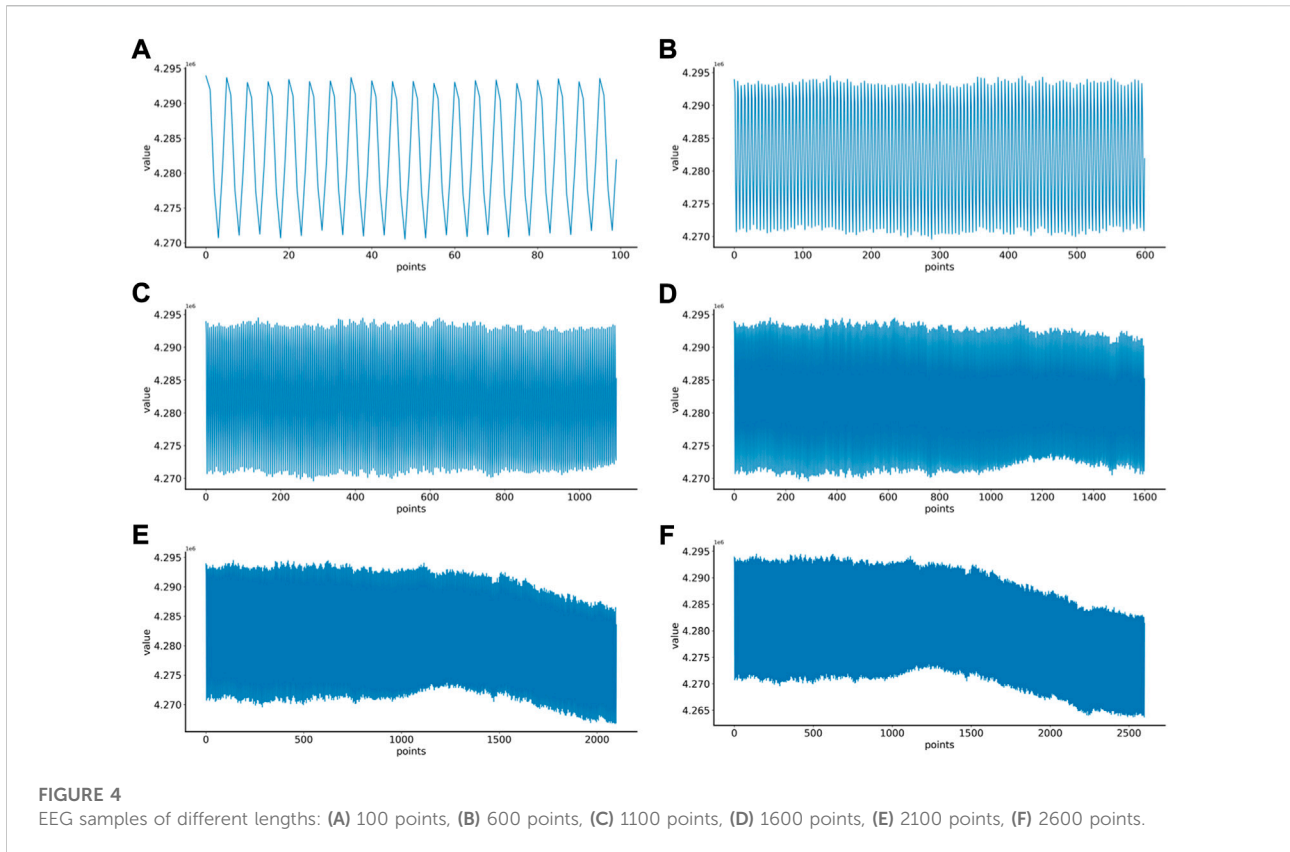 A
1e6
4.295
4.290
4.285
4.280
4.275
4.270
value
0 20 40 60 80 100
points
B
1e6
4.295
4.290
4.285
4.280
4.275
4.270
value
0 100 200 300 400 500 600
points
C
1e6
4.295
4.290
4.285
4.280
4.275
4.270
value
0 200 400 600 800 1000
points
D
1e6
4.295
4.290
4.285
4.280
4.275
4.270
value
0 200 400 600 800 1000 1200 1400 1600
points
E
1e6
4.295
4.290
4.285
4.280
4.275
4.270
value
0 500 1000 1500 2000
points
F
1e6
4.295
4.290
4.285
4.280
4.275
4.270
4.265
value
0 500 1000 1500 2000 2500
points
FIGURE 4
EEG samples of different lengths: (A) 100 points, (B) 600 points, (C) 1100 points, (D) 1600 points, (E) 2100 points, (F) 2600 points.